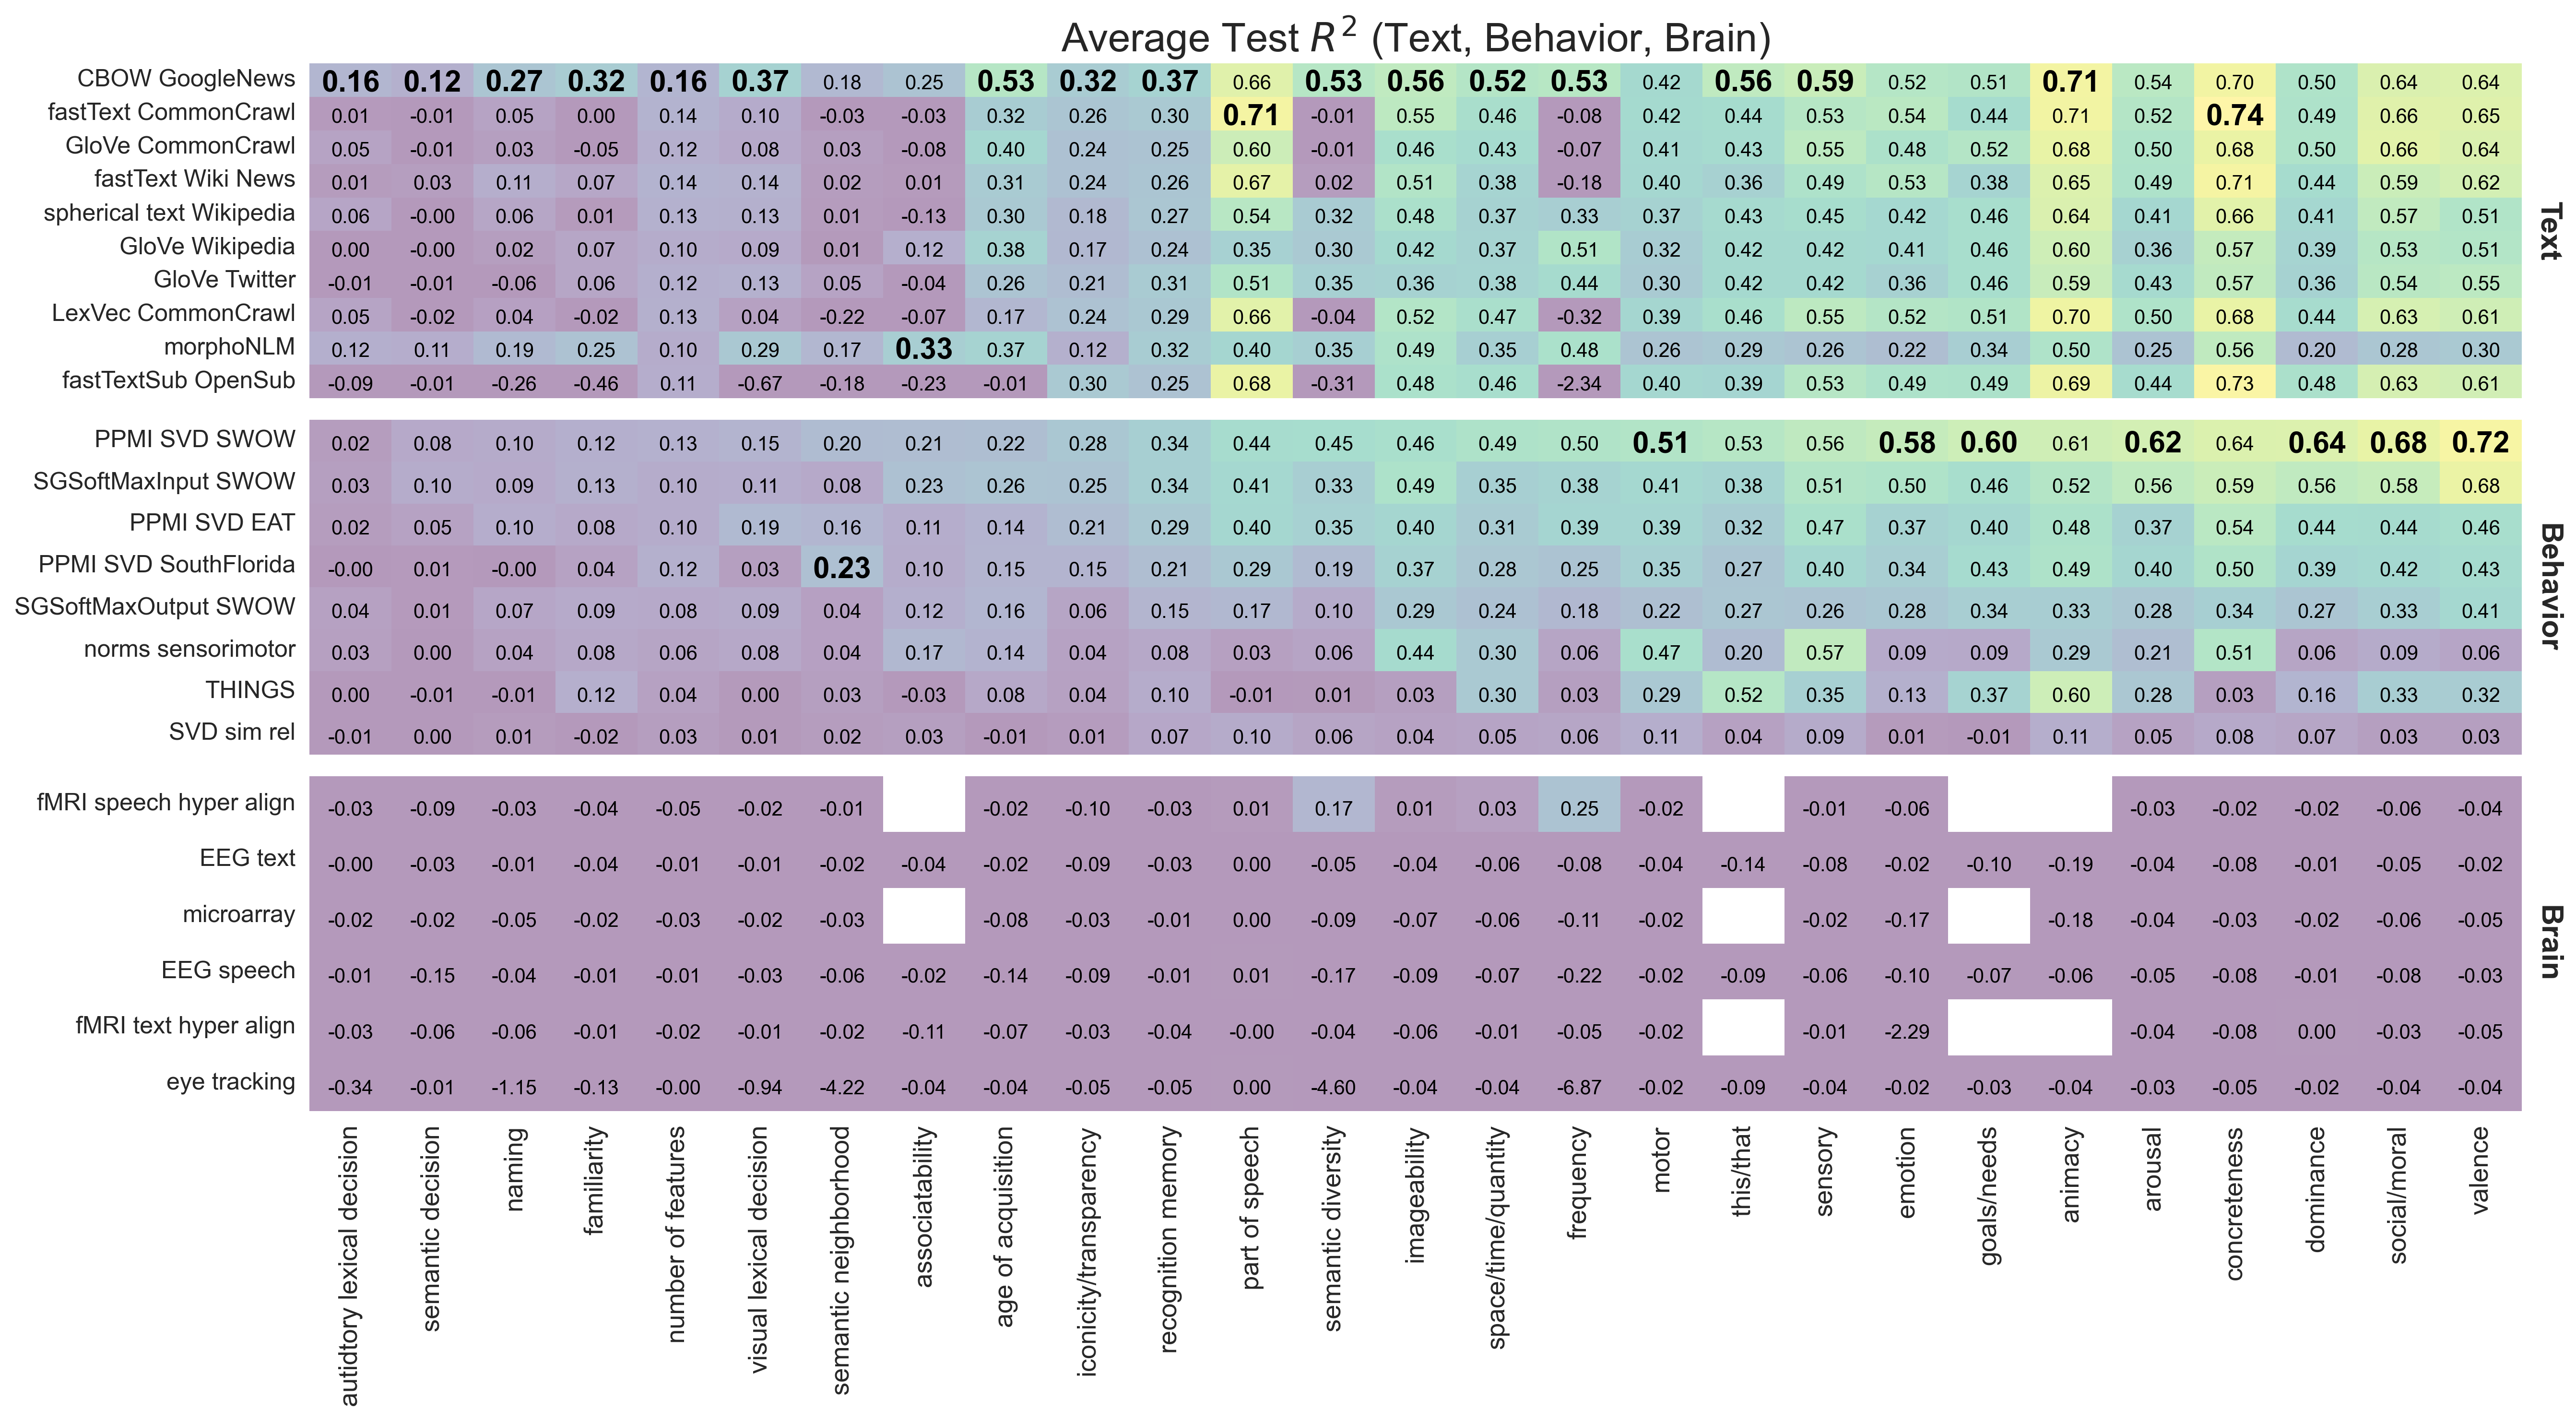 Average Test R² (Text, Behavior, Brain)
CBOW GoogleNews 0.16 0.12 0.27 0.32 0.16 0.37 0.18 0.25 0.53 0.32 0.37 0.66 0.53 0.56 0.52 0.53 0.42 0.56 0.59 0.52 0.51 0.71 0.54 0.70 0.50 0.64 0.64
fastText CommonCrawl 0.01 -0.01 0.05 0.00 0.14 0.10 -0.03 -0.03 0.32 0.26 0.30 0.71 -0.01 0.55 0.46 -0.08 0.42 0.44 0.53 0.54 0.44 0.71 0.52 0.74 0.49 0.66 0.65
GloVe CommonCrawl 0.05 -0.01 0.03 -0.05 0.12 0.08 0.03 -0.08 0.40 0.24 0.25 0.60 -0.01 0.46 0.43 -0.07 0.41 0.43 0.55 0.48 0.52 0.68 0.50 0.68 0.50 0.66 0.64
fastText Wiki News 0.01 0.03 0.11 0.07 0.14 0.14 0.02 0.01 0.31 0.24 0.26 0.67 0.02 0.51 0.38 -0.18 0.40 0.36 0.49 0.53 0.38 0.65 0.49 0.71 0.44 0.59 0.62
spherical text Wikipedia 0.06 -0.00 0.06 0.01 0.13 0.13 0.01 -0.13 0.30 0.18 0.27 0.54 0.32 0.48 0.37 0.33 0.37 0.43 0.45 0.42 0.46 0.64 0.41 0.66 0.41 0.57 0.51
GloVe Wikipedia 0.00 -0.00 0.02 0.07 0.10 0.09 0.01 0.12 0.38 0.17 0.24 0.35 0.30 0.42 0.37 0.51 0.32 0.42 0.42 0.41 0.46 0.60 0.36 0.57 0.39 0.53 0.51
GloVe Twitter -0.01 -0.01 -0.06 0.06 0.12 0.13 0.05 -0.04 0.26 0.21 0.31 0.51 0.35 0.36 0.38 0.44 0.30 0.42 0.42 0.36 0.46 0.59 0.43 0.57 0.36 0.54 0.55
LexVec CommonCrawl 0.05 -0.02 0.04 -0.02 0.13 0.04 -0.22 -0.07 0.17 0.24 0.29 0.66 -0.04 0.52 0.47 -0.32 0.39 0.46 0.55 0.52 0.51 0.70 0.50 0.68 0.44 0.63 0.61
morphoNLM 0.12 0.11 0.19 0.25 0.10 0.29 0.17 0.33 0.37 0.12 0.32 0.40 0.35 0.49 0.35 0.48 0.26 0.29 0.26 0.22 0.34 0.50 0.25 0.56 0.20 0.28 0.30
fastTextSub OpenSub -0.09 -0.01 -0.26 -0.46 0.11 -0.67 -0.18 -0.23 -0.01 0.30 0.25 0.68 -0.31 0.48 0.46 -2.34 0.40 0.39 0.53 0.49 0.49 0.69 0.44 0.73 0.48 0.63 0.61
Text
PPMI SVD SWOW 0.02 0.08 0.10 0.12 0.13 0.15 0.20 0.21 0.22 0.28 0.34 0.44 0.45 0.46 0.49 0.50 0.51 0.53 0.56 0.58 0.60 0.61 0.62 0.64 0.64 0.68 0.72
SGSoftMaxInput SWOW 0.03 0.10 0.09 0.13 0.10 0.11 0.08 0.23 0.26 0.25 0.34 0.41 0.33 0.49 0.35 0.38 0.41 0.38 0.51 0.50 0.46 0.52 0.56 0.59 0.56 0.58 0.68
PPMI SVD EAT 0.02 0.05 0.10 0.08 0.10 0.19 0.16 0.11 0.14 0.21 0.29 0.40 0.35 0.40 0.31 0.39 0.39 0.32 0.47 0.37 0.40 0.48 0.37 0.54 0.44 0.44 0.46
PPMI SVD SouthFlorida -0.00 0.01 -0.00 0.04 0.12 0.03 0.23 0.10 0.15 0.15 0.21 0.29 0.19 0.37 0.28 0.25 0.35 0.27 0.40 0.34 0.43 0.49 0.40 0.50 0.39 0.42 0.43
SGSoftMaxOutput SWOW 0.04 0.01 0.07 0.09 0.08 0.09 0.04 0.12 0.16 0.06 0.15 0.17 0.10 0.29 0.24 0.18 0.22 0.27 0.26 0.28 0.34 0.33 0.28 0.34 0.27 0.33 0.41
norms sensorimotor 0.03 0.00 0.04 0.08 0.06 0.08 0.04 0.17 0.14 0.04 0.08 0.03 0.06 0.44 0.30 0.06 0.47 0.20 0.57 0.09 0.09 0.29 0.21 0.51 0.06 0.09 0.06
THINGS 0.00 -0.01 -0.01 0.12 0.04 0.00 0.03 -0.03 0.08 0.04 0.10 -0.01 0.01 0.03 0.30 0.03 0.29 0.52 0.35 0.13 0.37 0.60 0.28 0.03 0.16 0.33 0.32
SVD sim rel -0.01 0.00 0.01 -0.02 0.03 0.01 0.02 0.03 -0.01 0.01 0.07 0.10 0.06 0.04 0.05 0.06 0.11 0.04 0.09 0.01 -0.01 0.11 0.05 0.08 0.07 0.03 0.03
Behavior
fMRI speech hyper align -0.03 -0.09 -0.03 -0.04 -0.05 -0.02 -0.01 -0.02 -0.10 -0.03 0.01 0.17 0.01 0.03 0.25 -0.02 -0.01 -0.06 -0.03 -0.02 -0.02 -0.06 -0.04
EEG text -0.00 -0.03 -0.01 -0.04 -0.01 -0.01 -0.02 -0.04 -0.02 -0.09 -0.03 0.00 -0.05 -0.04 -0.06 -0.08 -0.04 -0.14 -0.08 -0.02 -0.10 -0.19 -0.04 -0.08 -0.01 -0.05 -0.02
microarray -0.02 -0.02 -0.05 -0.02 -0.03 -0.02 -0.03 -0.08 -0.03 -0.01 0.00 -0.09 -0.07 -0.06 -0.11 -0.02 -0.02 -0.17 -0.18 -0.04 -0.03 -0.02 -0.06 -0.05
EEG speech -0.01 -0.15 -0.04 -0.01 -0.01 -0.03 -0.06 -0.02 -0.14 -0.09 -0.01 0.01 -0.17 -0.09 -0.07 -0.22 -0.02 -0.09 -0.06 -0.10 -0.07 -0.06 -0.05 -0.08 -0.01 -0.08 -0.03
fMRI text hyper align -0.03 -0.06 -0.06 -0.01 -0.02 -0.01 -0.02 -0.11 -0.07 -0.03 -0.04 -0.00 -0.04 -0.06 -0.01 -0.05 -0.02 -0.01 -2.29 -0.04 -0.08 0.00 -0.03 -0.05
eye tracking -0.34 -0.01 -1.15 -0.13 -0.00 -0.94 -4.22 -0.04 -0.04 -0.05 -0.05 0.00 -4.60 -0.04 -0.04 -6.87 -0.02 -0.09 -0.04 -0.02 -0.03 -0.04 -0.03 -0.05 -0.02 -0.04 -0.04
Brain
autidtory lexical decision
semantic decision
naming
familiarity
number of features
visual lexical decision
semantic neighborhood
associatability
age of acquisition
iconicity/transparency
recognition memory
part of speech
semantic diversity
imageability
space/time/quantity
frequency
motor
this/that
sensory
emotion
goals/needs
animacy
arousal
concreteness
dominance
social/moral
valence